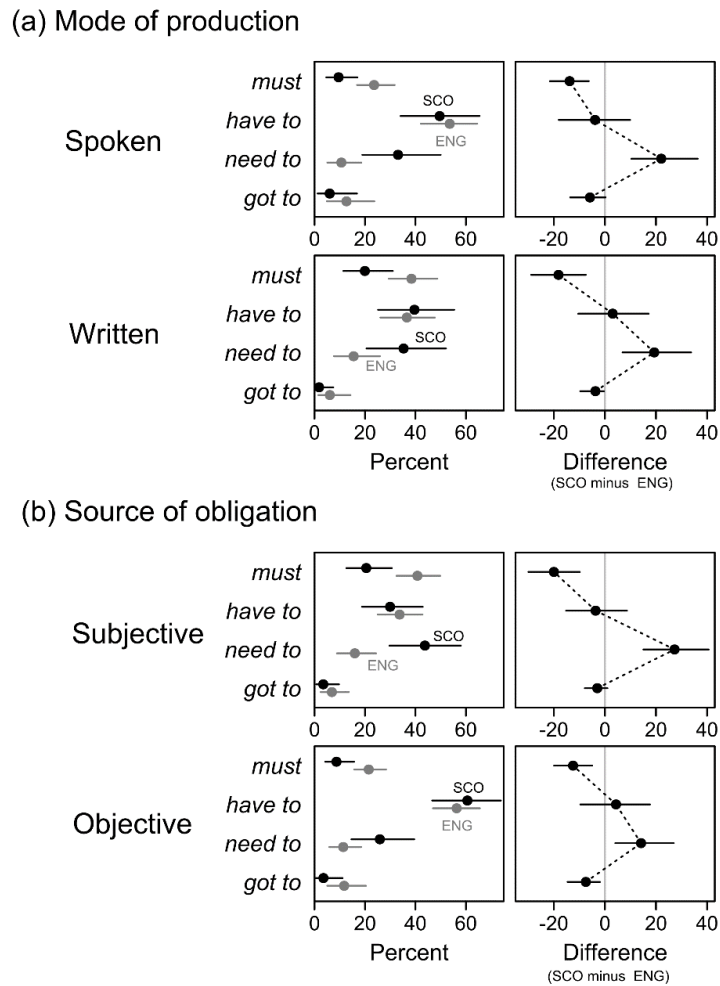 (a) Mode of production
Spoken
must
have to
need to
got to
SCO
ENG
0 20 40 60
-20 0 20 40
Written
must
have to
need to
got to
SCO
ENG
0 20 40 60
Percent
-20 0 20 40
Difference
(SCO minus ENG)
(b) Source of obligation
Subjective
must
have to
need to
got to
SCO
ENG
0 20 40 60
-20 0 20 40
Objective
must
have to
need to
got to
SCO
ENG
0 20 40 60
Percent
-20 0 20 40
Difference
(SCO minus ENG)